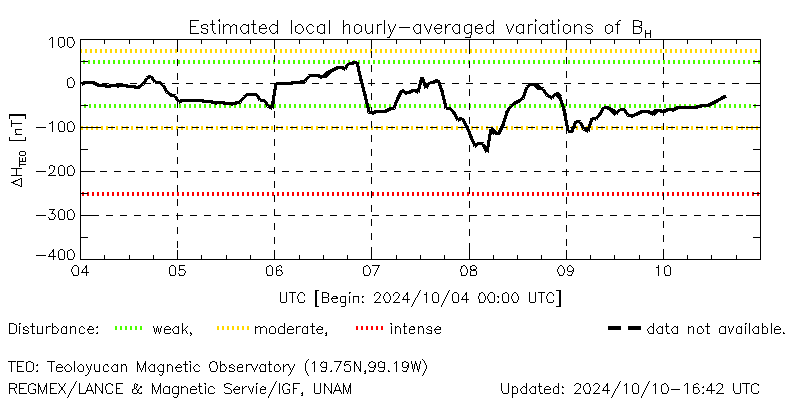 Estimated local hourly-averaged variations of B_H
100
0
-100
-200
-300
-400
ΔH_TEO [nT]
04 05 06 07 08 09 10
UTC [Begin: 2024/10/04 00:00 UTC]
Disturbance: weak, moderate, intense data not available.
TEO: Teoloyucan Magnetic Observatory (19.75N,99.19W)
REGMEX/LANCE & Magnetic Servie/IGF, UNAM Updated: 2024/10/10-16:42 UTC